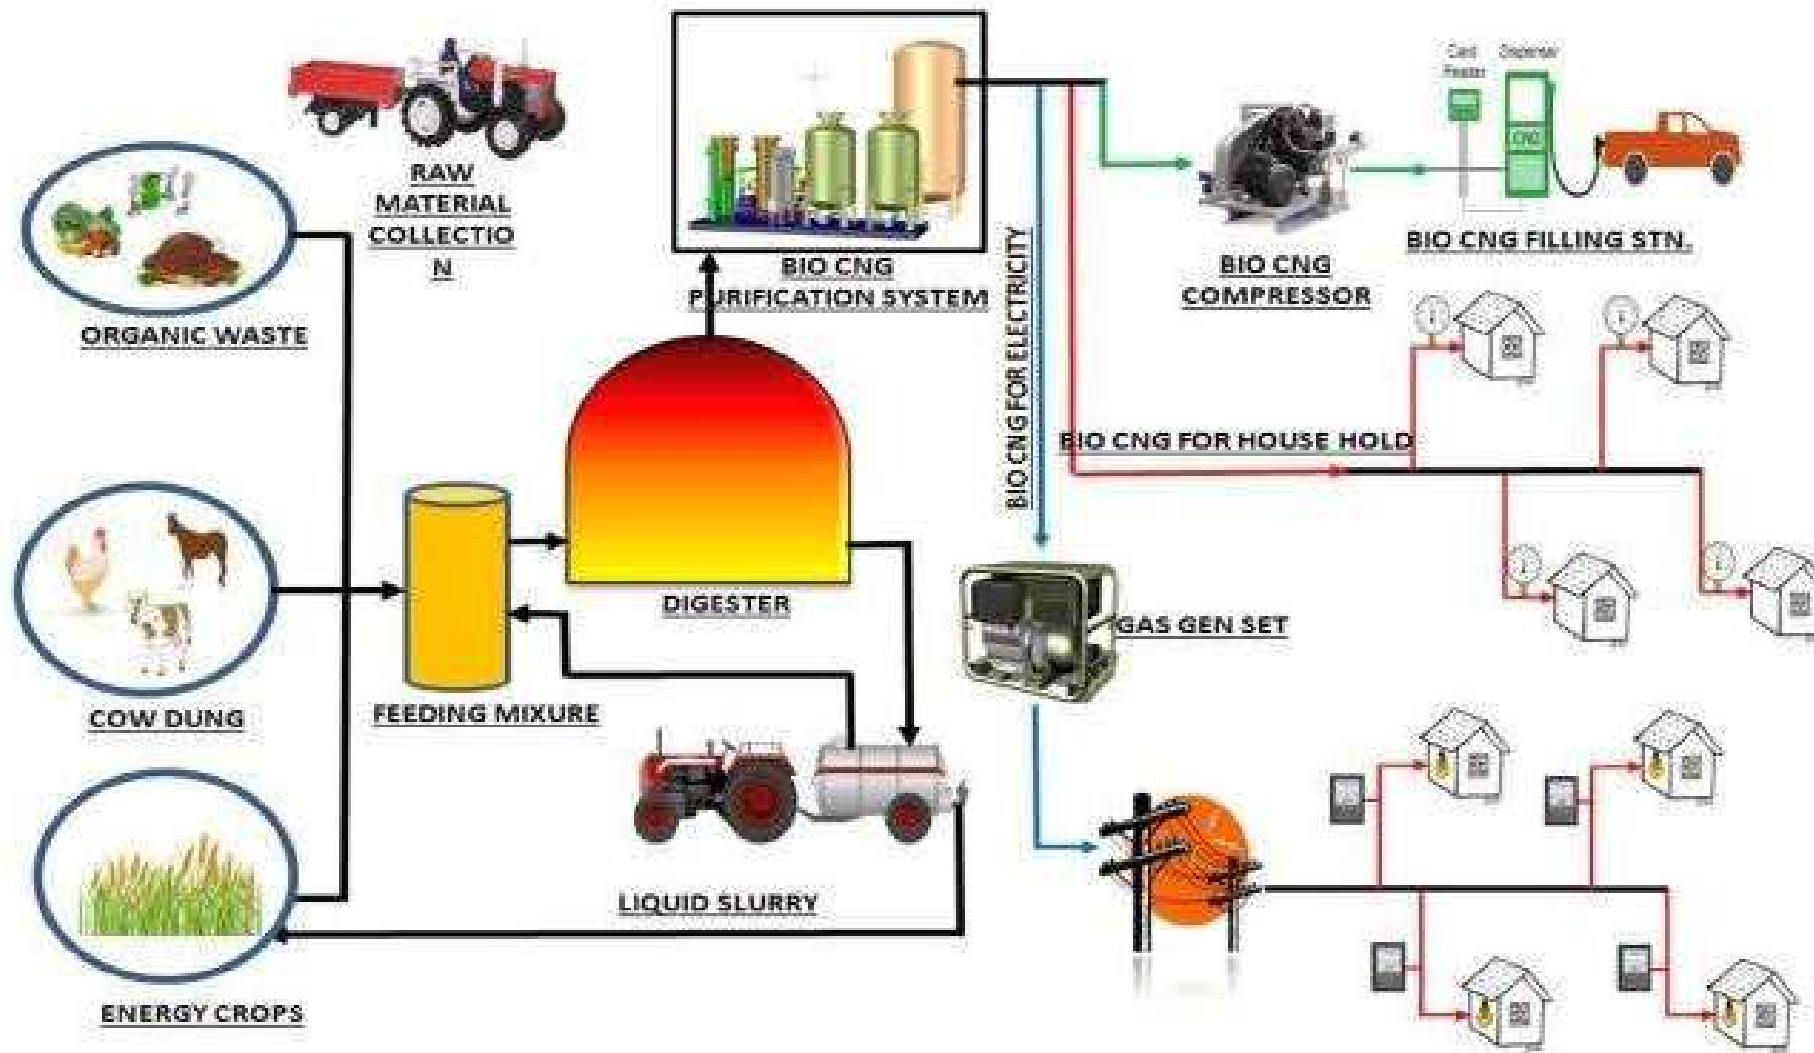 RAW
MATERIAL
COLLECTIO
N
ORGANIC WASTE
BIO CNG
PURIFICATION SYSTEM
Card
Reader
Dispenser
CNG
BIO CNG
COMPRESSOR
BIO CNG FILLING STN.
BIO CNG FOR ELECTRICITY
BIO CNG FOR HOUSE HOLD
DIGESTER
GAS GEN SET
COW DUNG
FEEDING MIXURE
LIQUID SLURRY
ENERGY CROPS